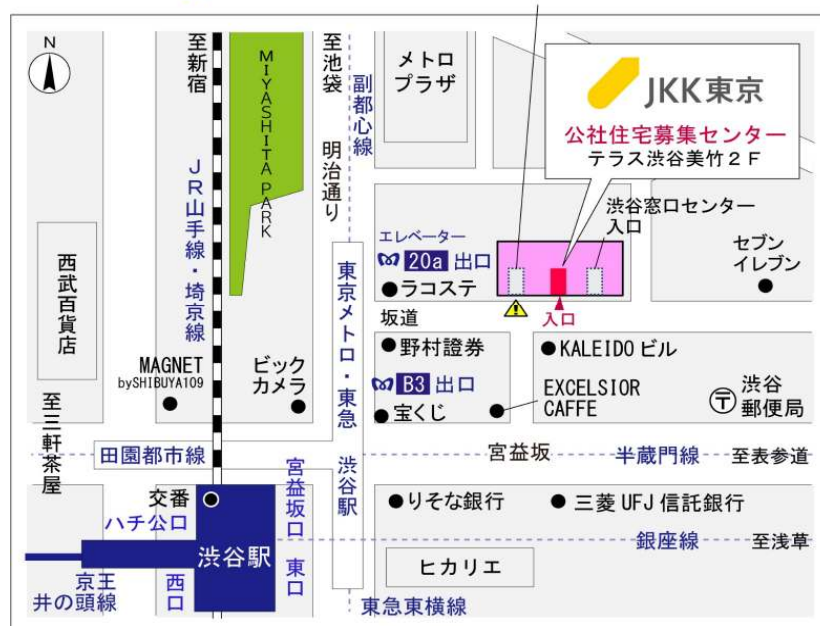 N
至新宿
MIYASHITA PARK
至池袋
副都心線
明治通り
メトロ
プラザ
JKK東京
公社住宅募集センター
テラス渋谷美竹2F
JR山手線・埼京線
西武百貨店
エレベーター
20a 出口
ラコステ
渋谷窓口センター
入口
セブン
イレブン
坂道
入口
東京メトロ・東急 渋谷駅
MAGNET
bySHIBUYA109
ビック
カメラ
野村證券
B3 出口
宝くじ
KALEIDO ビル
EXCELSIOR
CAFFE
〒
渋谷
郵便局
至三軒茶屋
田園都市線
宮益坂
半蔵門線
至表参道
交番
ハチ公口
渋谷駅
宮益坂口
東口
西口
京王
井の頭線
りそな銀行
三菱UFJ信託銀行
銀座線
至浅草
ヒカリエ
東急東横線